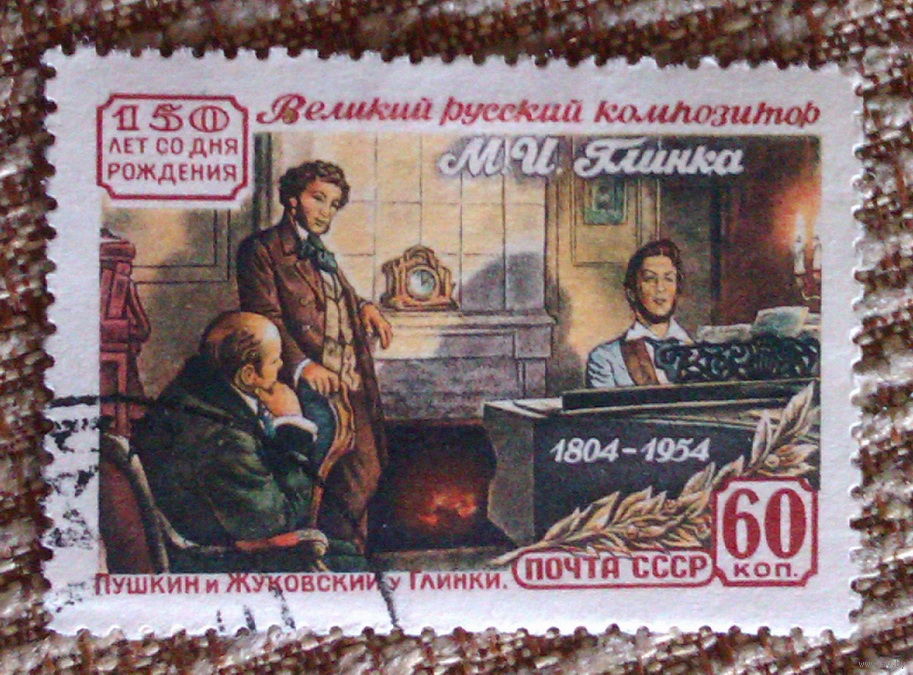 150
ЛЕТ СО ДНЯ
РОЖДЕНИЯ
Великий русский композитор
М.И. Глинка
1804-1954
60
КОП.
ПОЧТА СССР
ПУШКИН И ЖУКОВСКИЙ У ГЛИНКИ.